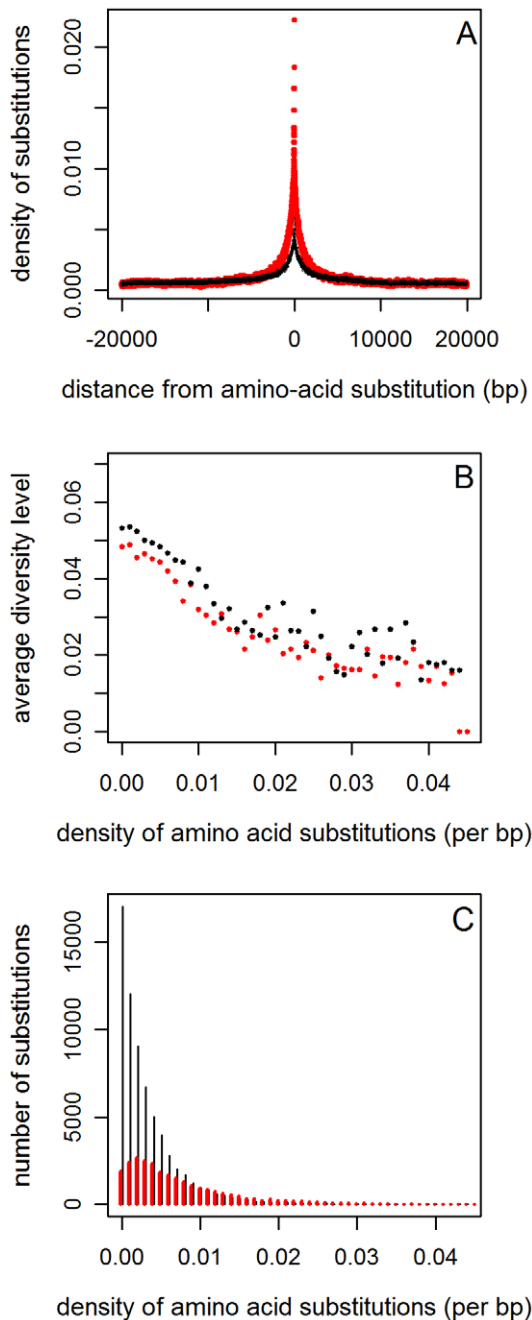 A
density of substitutions
0.020
0.010
0.000
-20000 0 10000 20000
distance from amino-acid substitution (bp)
B
average diversity level
0.06
0.04
0.02
0.00
0.00 0.01 0.02 0.03 0.04
density of amino acid substitutions (per bp)
C
number of substitutions
15000
10000
5000
0
0.00 0.01 0.02 0.03 0.04
density of amino acid substitutions (per bp)